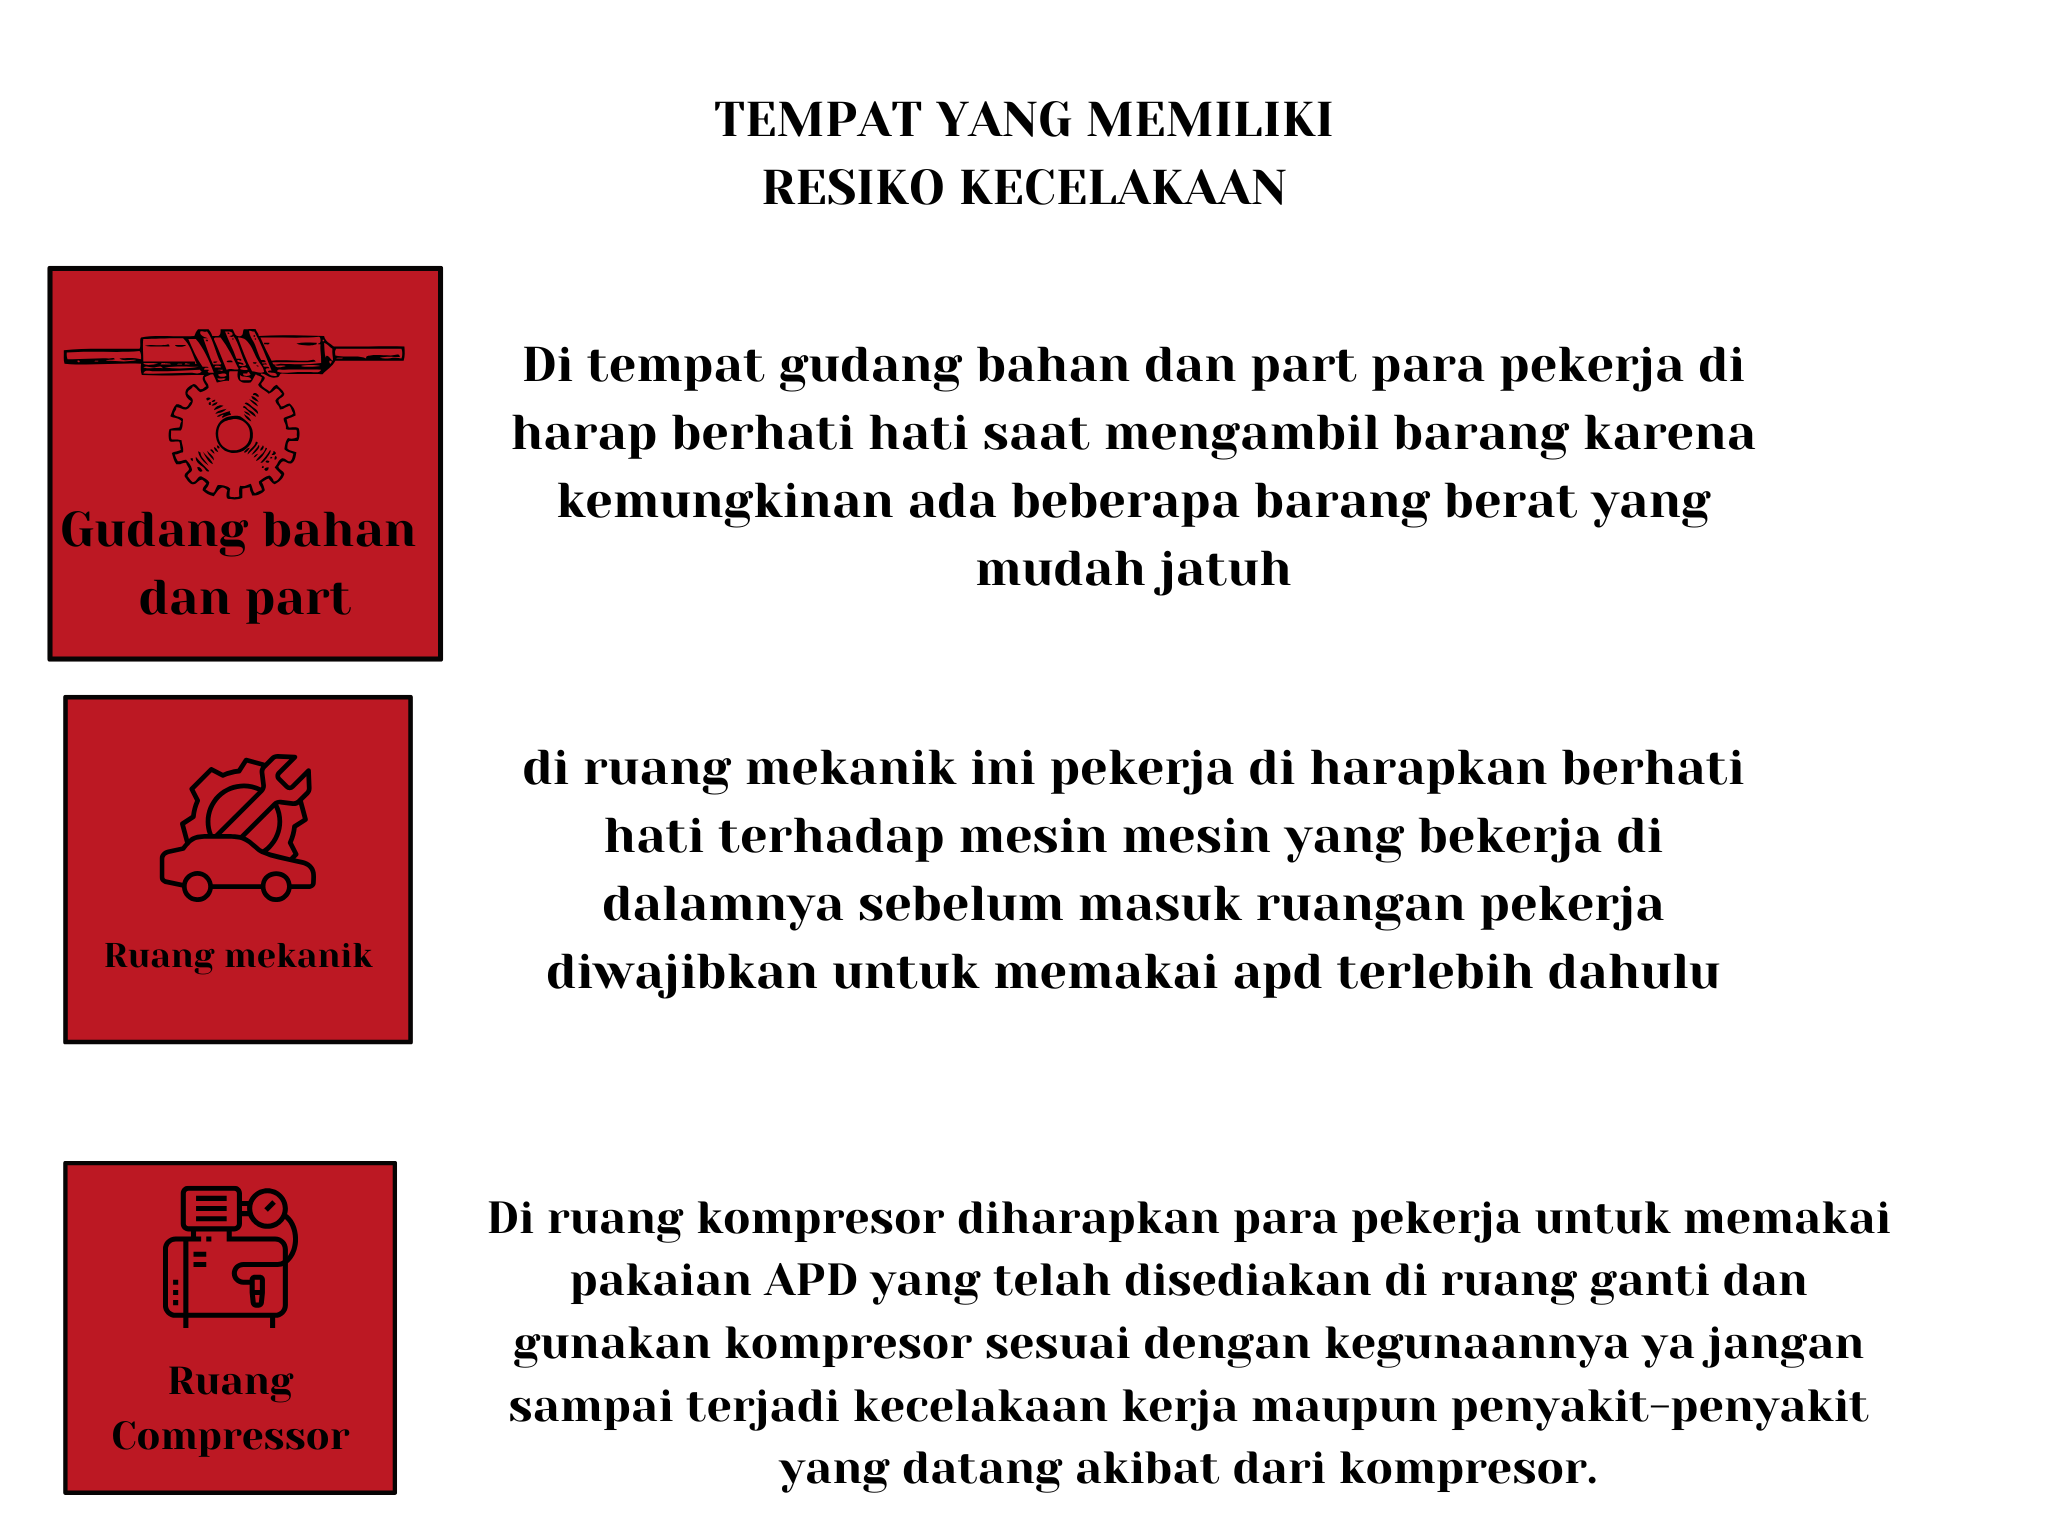 TEMPAT YANG MEMILIKI
RESIKO KECELAKAAN
Gudang bahan
dan part
Di tempat gudang bahan dan part para pekerja di
harap berhati hati saat mengambil barang karena
kemungkinan ada beberapa barang berat yang
mudah jatuh
Ruang mekanik
di ruang mekanik ini pekerja di harapkan berhati
hati terhadap mesin mesin yang bekerja di
dalamnya sebelum masuk ruangan pekerja
diwajibkan untuk memakai apd terlebih dahulu
Ruang
Compressor
Di ruang kompresor diharapkan para pekerja untuk memakai
pakaian APD yang telah disediakan di ruang ganti dan
gunakan kompresor sesuai dengan kegunaannya ya jangan
sampai terjadi kecelakaan kerja maupun penyakit-penyakit
yang datang akibat dari kompresor.